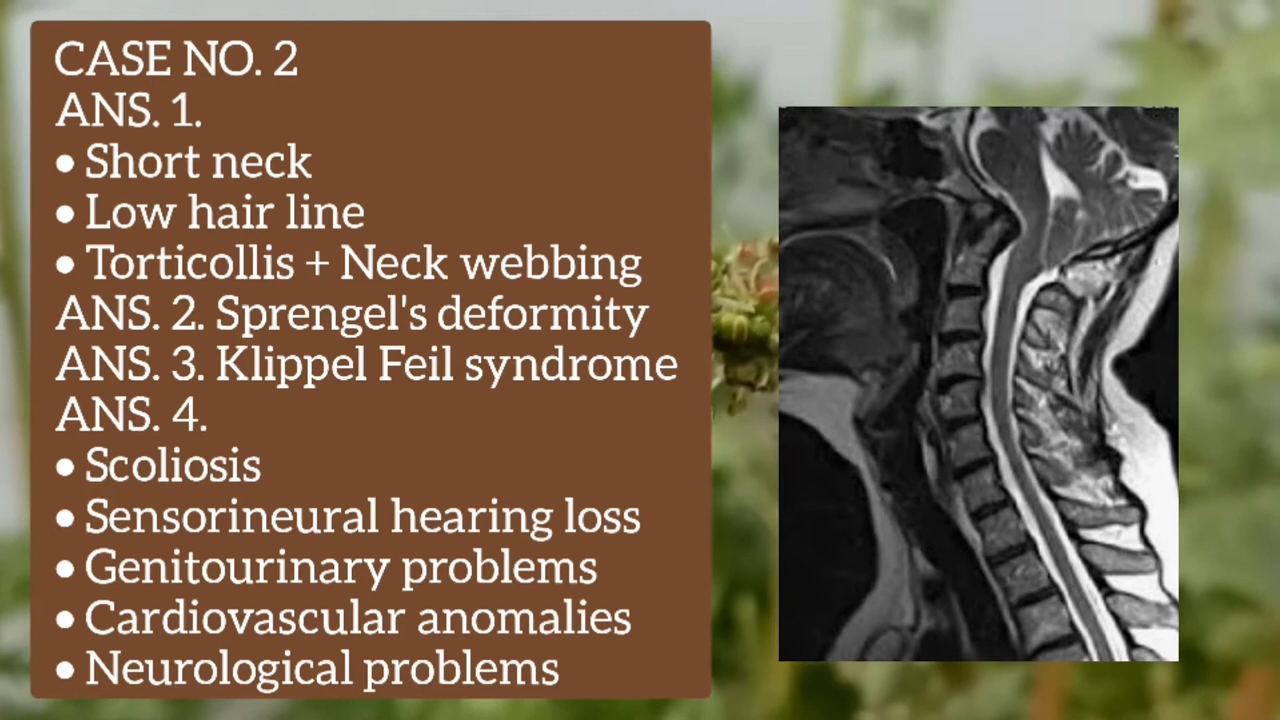 CASE NO. 2
ANS. 1.
• Short neck
• Low hair line
• Torticollis + Neck webbing
ANS. 2. Sprengel's deformity
ANS. 3. Klippel Feil syndrome
ANS. 4.
• Scoliosis
• Sensorineural hearing loss
• Genitourinary problems
• Cardiovascular anomalies
• Neurological problems